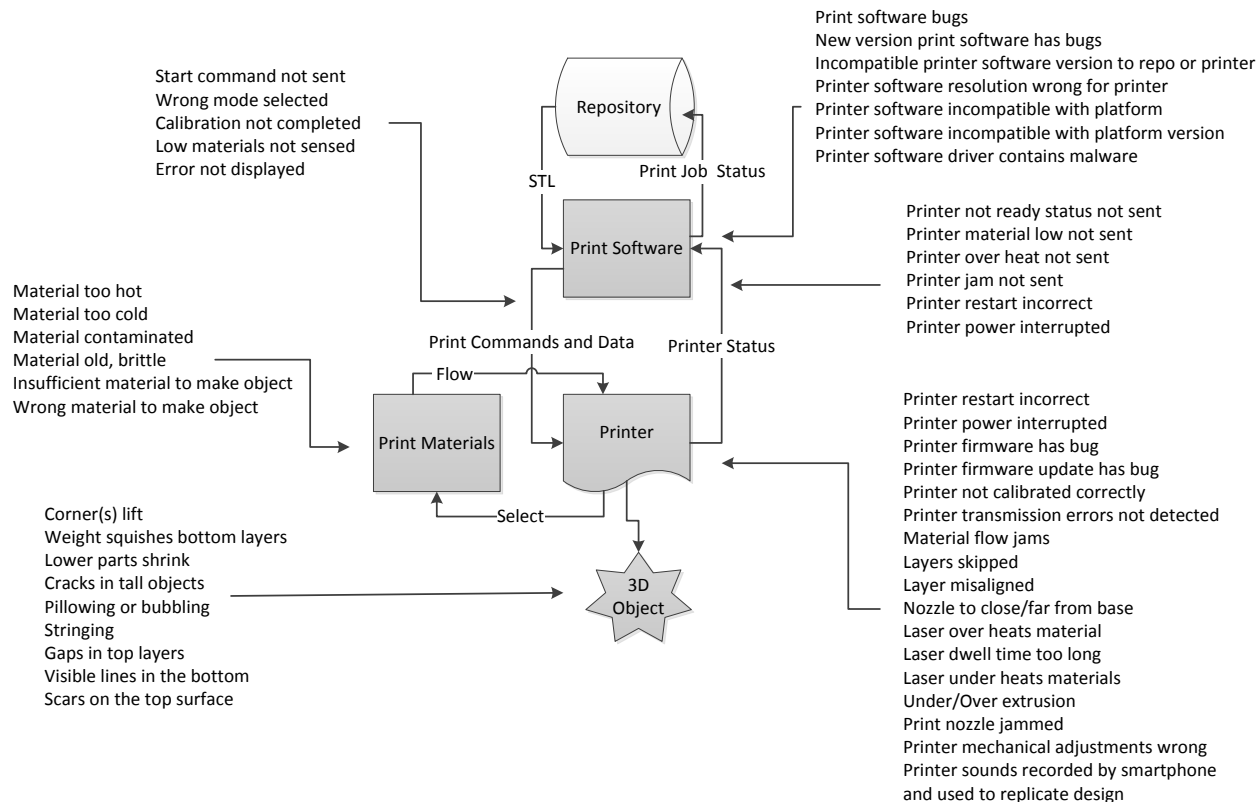 Print software bugs
New version print software has bugs
Incompatible printer software version to repo or printer
Printer software resolution wrong for printer
Printer software incompatible with platform
Printer software incompatible with platform version
Printer software driver contains malware
Start command not sent
Wrong mode selected
Calibration not completed
Low materials not sensed
Error not displayed
Repository
STL
Print Job Status
Print Software
Printer not ready status not sent
Printer material low not sent
Printer over heat not sent
Printer jam not sent
Printer restart incorrect
Printer power interrupted
Material too hot
Material too cold
Material contaminated
Material old, brittle
Insufficient material to make object
Wrong material to make object
Print Commands and Data
Printer Status
Flow
Print Materials
Printer
Select
Printer restart incorrect
Printer power interrupted
Printer firmware has bug
Printer firmware update has bug
Printer not calibrated correctly
Printer transmission errors not detected
Material flow jams
Layers skipped
Layer misaligned
Nozzle to close/far from base
Laser over heats material
Laser dwell time too long
Laser under heats materials
Under/Over extrusion
Print nozzle jammed
Printer mechanical adjustments wrong
Printer sounds recorded by smartphone
and used to replicate design
Corner(s) lift
Weight squishes bottom layers
Lower parts shrink
Cracks in tall objects
Pillowing or bubbling
Stringing
Gaps in top layers
Visible lines in the bottom
Scars on the top surface
3D
Object